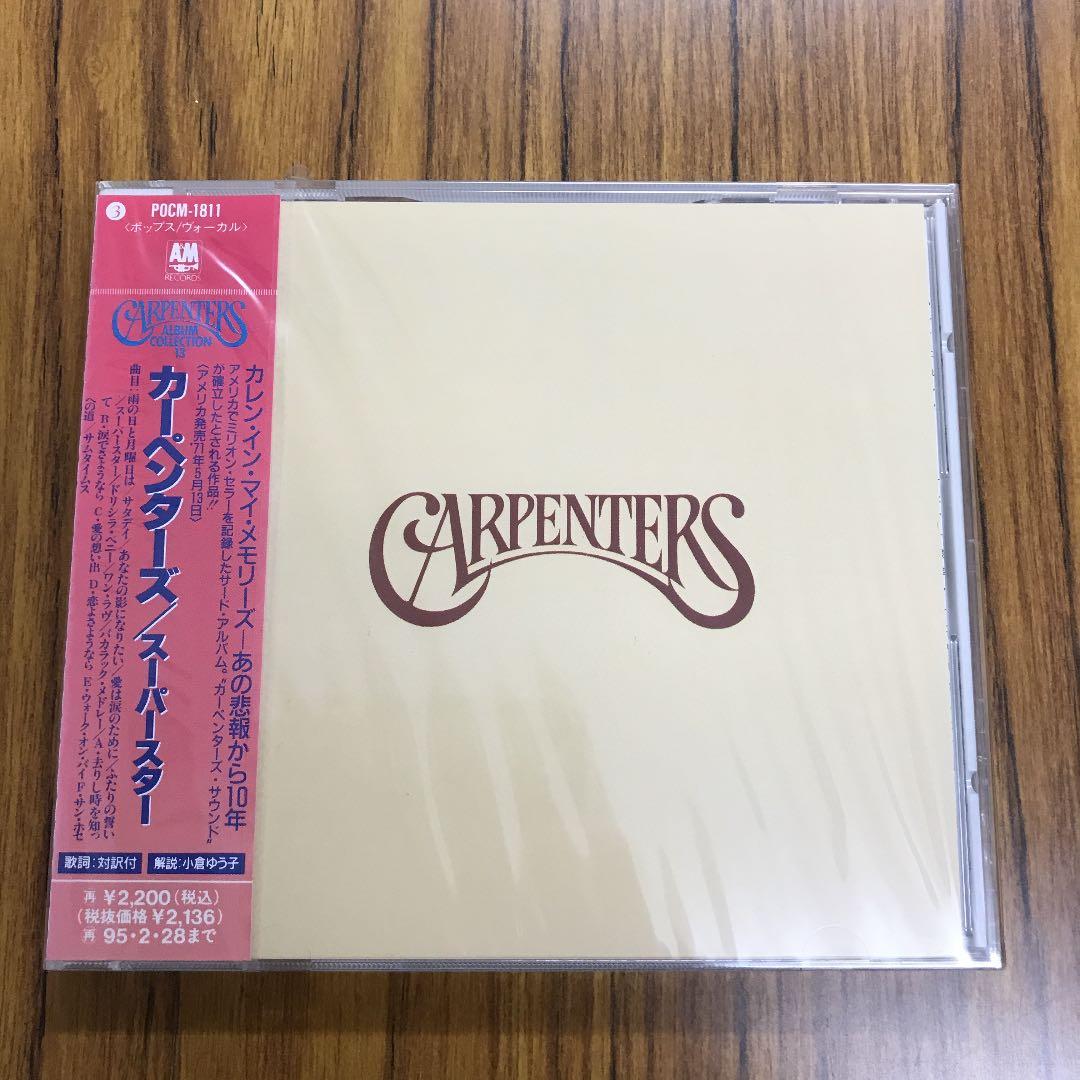 ③ POCM-1811
〈ポップス/ヴォーカル〉
A&M
RECORDS
CARPENTERS
ALBUM
COLLECTION
13
カレン・イン・マイ・メモリーズ―あの悲報から10年
アメリカでミリオン・セラーを記録したサード・アルバム。“カーペンターズ・サウンド”
が確立したとされる作品!!
〈アメリカ発売'71年5月13日〉
カーペンターズ/スーパースター
曲目:雨の日と月曜日は/サタデイ/あなたの影になりたい/愛は涙のために/ふたりの誓い
/スーパースター/ドリシラ・ペニー/ワン・ラヴ/バカラック・メドレー/A・去りし時を知っ
て B・涙でさようなら C・愛の想い出 D・恋よさようなら E・ウォーク・オン・バイ F・サン・ホセ
への道/サムタイムス
歌詞:対訳付 解説:小倉ゆう子
再 ¥2,200(税込)
(税抜価格¥2,136)
再 95・2・28まで
CARPENTERS